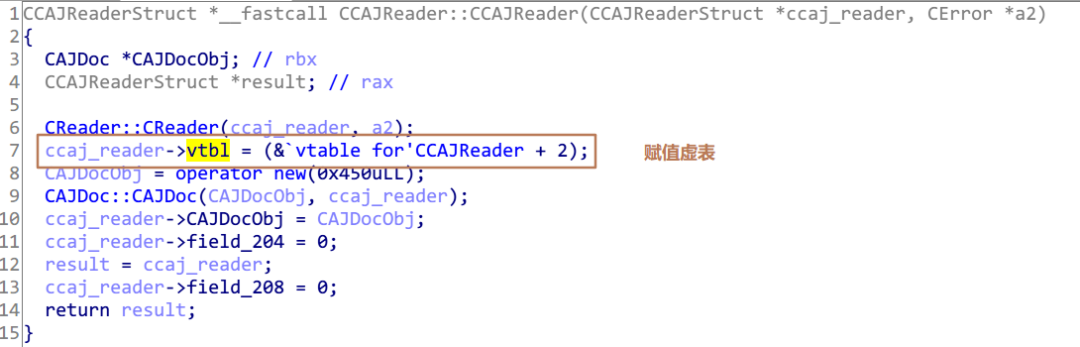 1 CCAJReaderStruct *__fastcall CCAJReader::CCAJReader(CCAJReaderStruct *ccaj_reader, CError *a2)
2 {
3   CAJDoc *CAJDocObj; // rbx
4   CCAJReaderStruct *result; // rax
5
6   CReader::CReader(ccaj_reader, a2);
7   ccaj_reader->vtbl = (&`vtable for'CCAJReader + 2); 赋值虚表
8   CAJDocObj = operator new(0x450uLL);
9   CAJDoc::CAJDoc(CAJDocObj, ccaj_reader);
10   ccaj_reader->CAJDocObj = CAJDocObj;
11   ccaj_reader->field_204 = 0;
12   result = ccaj_reader;
13   ccaj_reader->field_208 = 0;
14   return result;
15 }